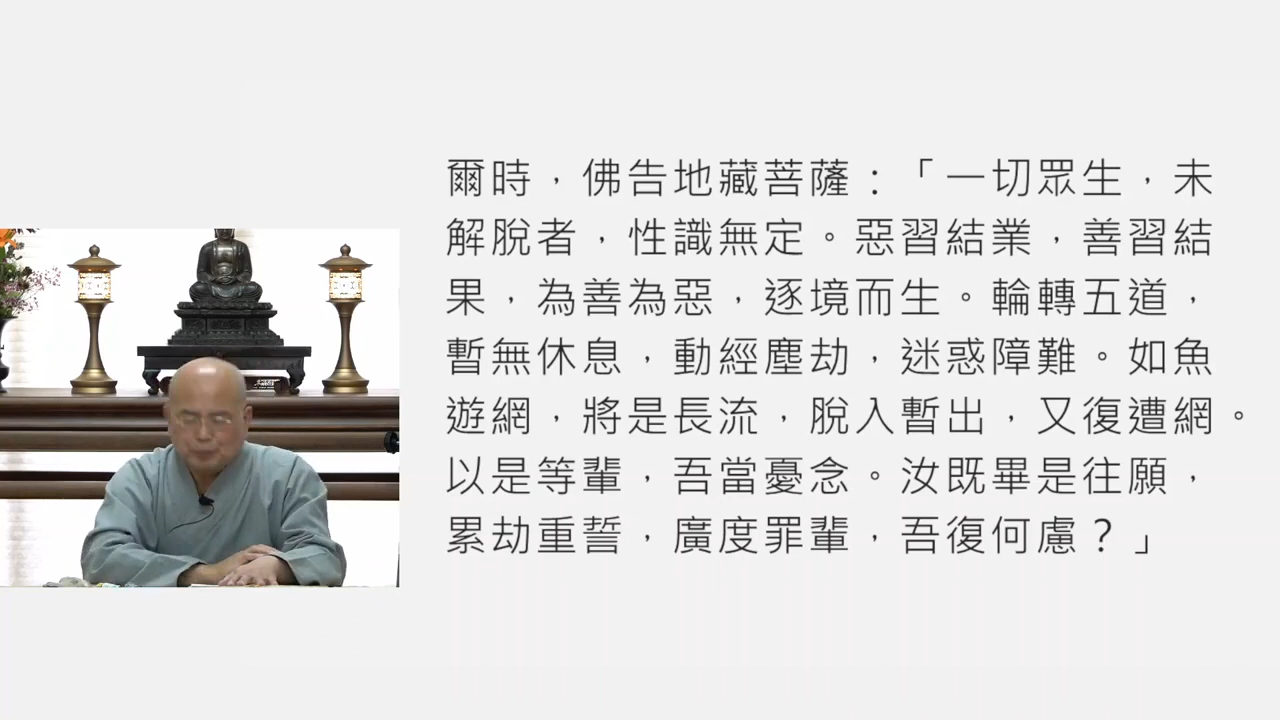 爾時，佛告地藏菩薩：「一切眾生，未
解脫者，性識無定。惡習結業，善習結
果，為善為惡，逐境而生。輪轉五道，
暫無休息，動經塵劫，迷惑障難。如魚
遊網，將是長流，脫入暫出，又復遭網。
以是等輩，吾當憂念。汝既畢是往願，
累劫重誓，廣度罪輩，吾復何慮？」